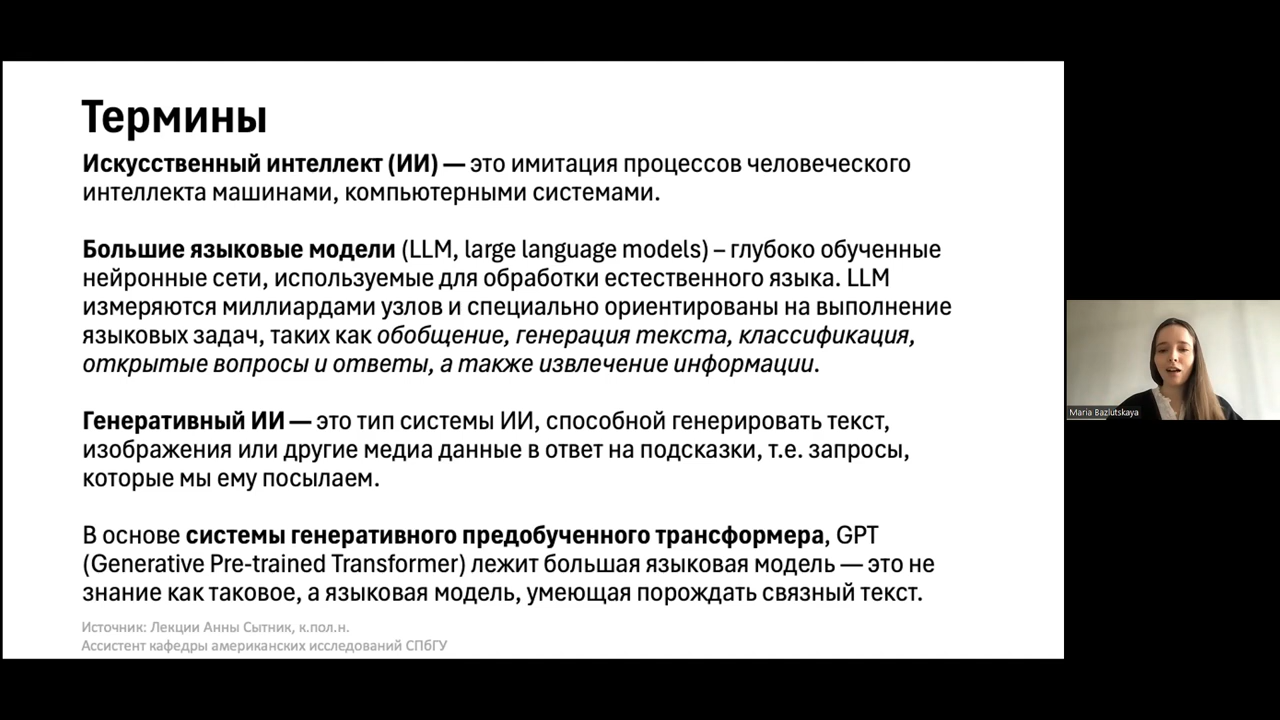 Термины
Искусственный интеллект (ИИ) — это имитация процессов человеческого
интеллекта машинами, компьютерными системами.
Большие языковые модели (LLM, large language models) – глубоко обученные
нейронные сети, используемые для обработки естественного языка. LLM
измеряются миллиардами узлов и специально ориентированы на выполнение
языковых задач, таких как обобщение, генерация текста, классификация,
открытые вопросы и ответы, а также извлечение информации.
Генеративный ИИ — это тип системы ИИ, способной генерировать текст,
изображения или другие медиа данные в ответ на подсказки, т.е. запросы,
которые мы ему посылаем.
В основе системы генеративного предобученного трансформера, GPT
(Generative Pre-trained Transformer) лежит большая языковая модель — это не
знание как таковое, а языковая модель, умеющая порождать связный текст.
Источник: Лекции Анны Сытник, к.пол.н.
Ассистент кафедры американских исследований СПбГУ
Maria Bazlutskaya